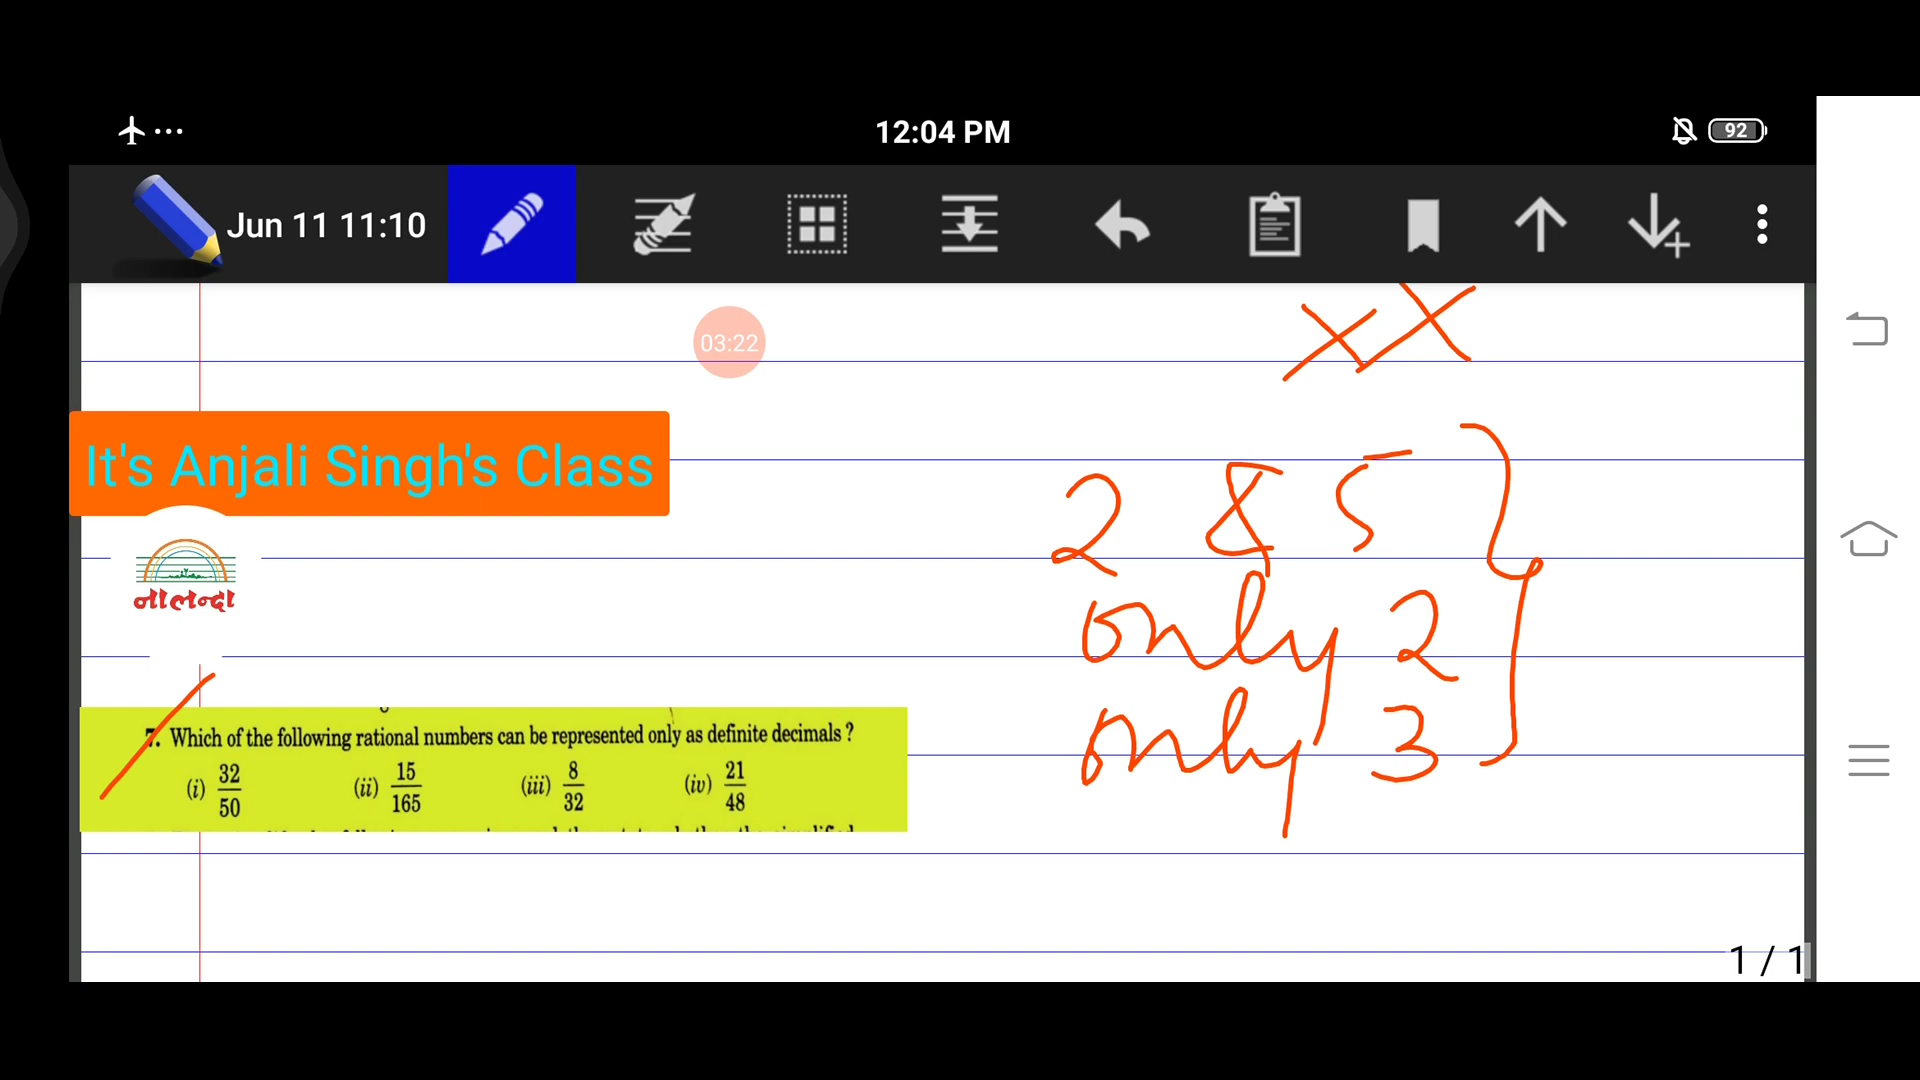 12:04 PM
92
Jun 11 11:10
03:22
XX
It's Anjali Singh's Class
2 & 5
only 2
only 3
नालन्दा
7. Which of the following rational numbers can be represented only as definite decimals ?
(i) 32/50 (ii) 15/165 (iii) 8/32 (iv) 21/48
1 / 1